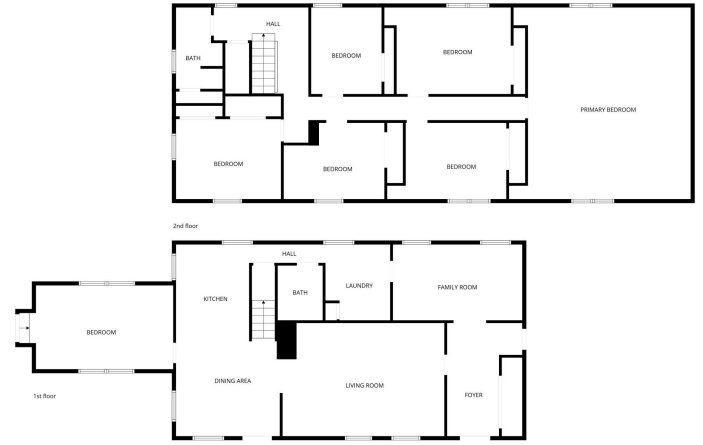 HALL
BATH
BEDROOM
BEDROOM
PRIMARY BEDROOM
BEDROOM
BEDROOM
BEDROOM
2nd floor
HALL
KITCHEN
BATH
LAUNDRY
FAMILY ROOM
BEDROOM
DINING AREA
LIVING ROOM
FOYER
1st floor